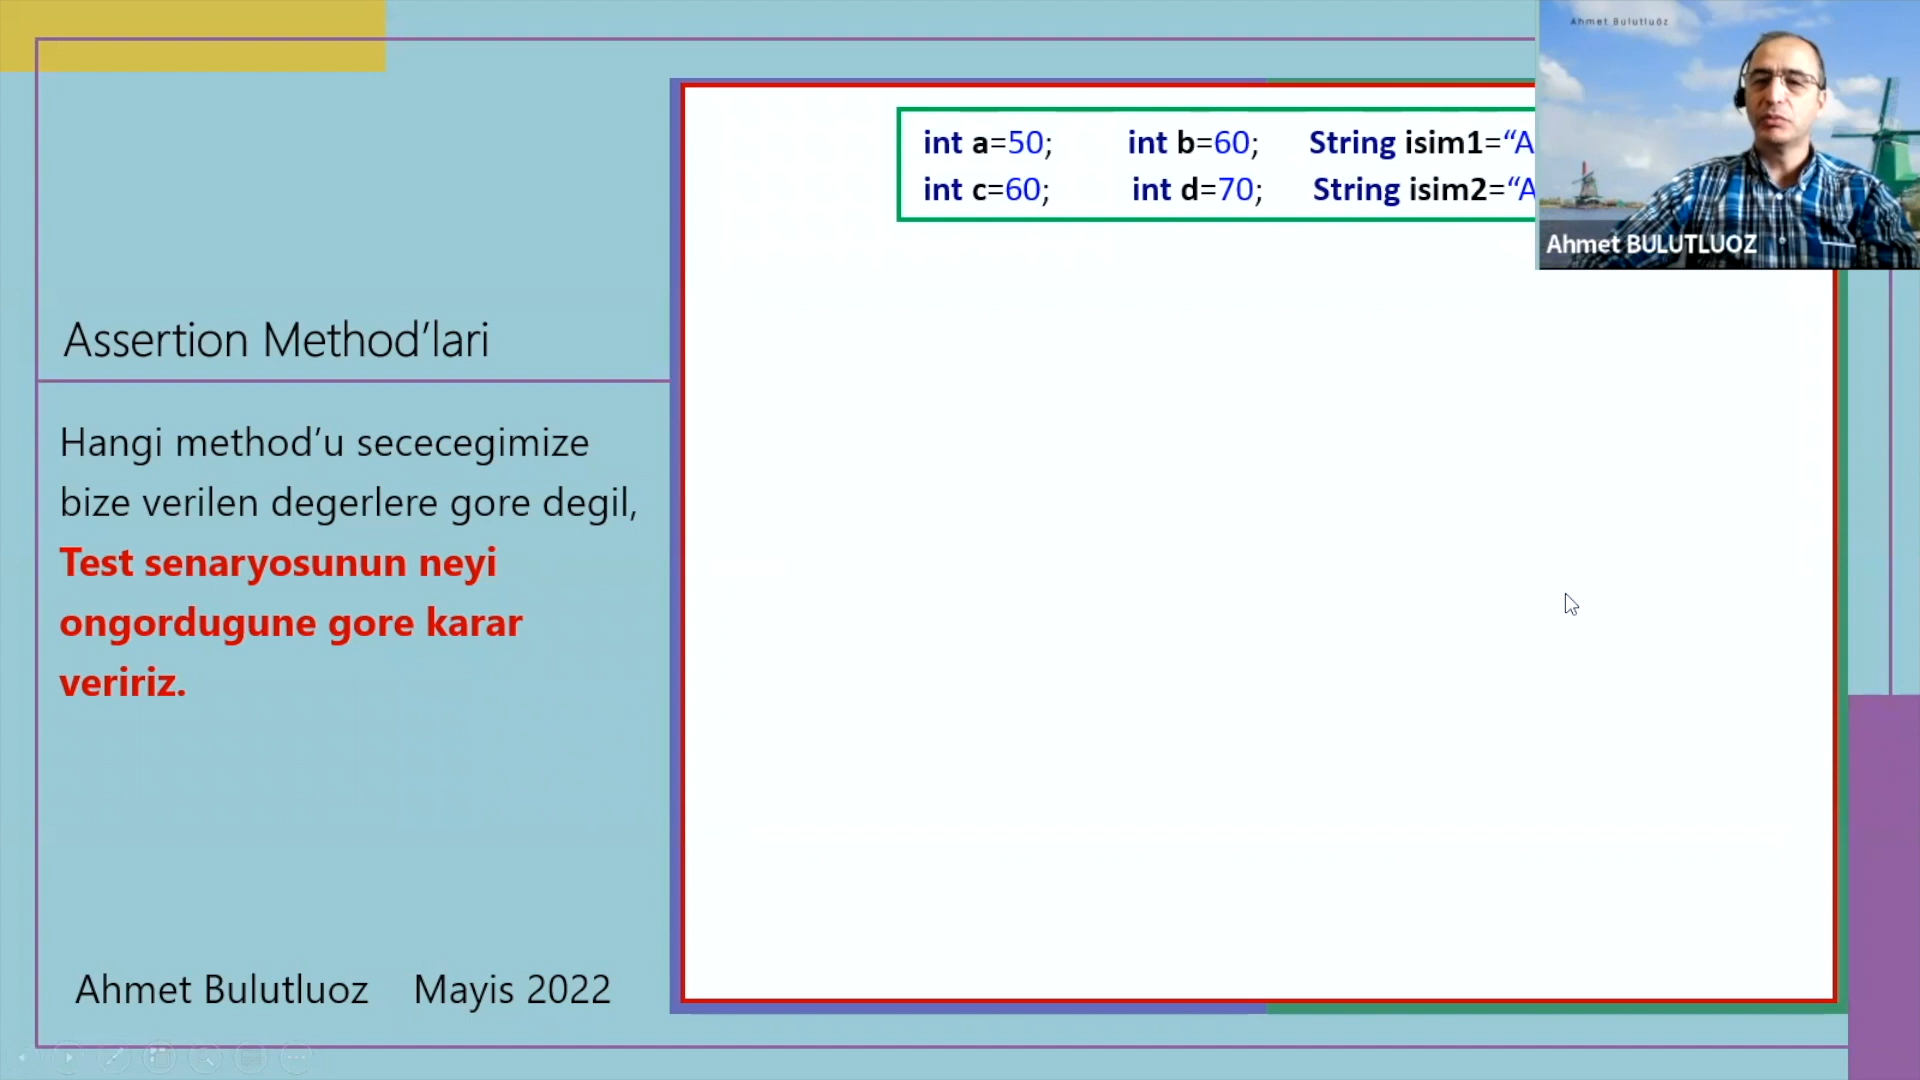 Ahmet Bulutluöz
int a=50; int b=60; String isim1=“A
int c=60; int d=70; String isim2=“A
Ahmet BULUTLUOZ
Assertion Method’lari
Hangi method’u sececegimize
bize verilen degerlere gore degil,
Test senaryosunun neyi
ongordugune gore karar
veririz.
Ahmet Bulutluoz Mayis 2022